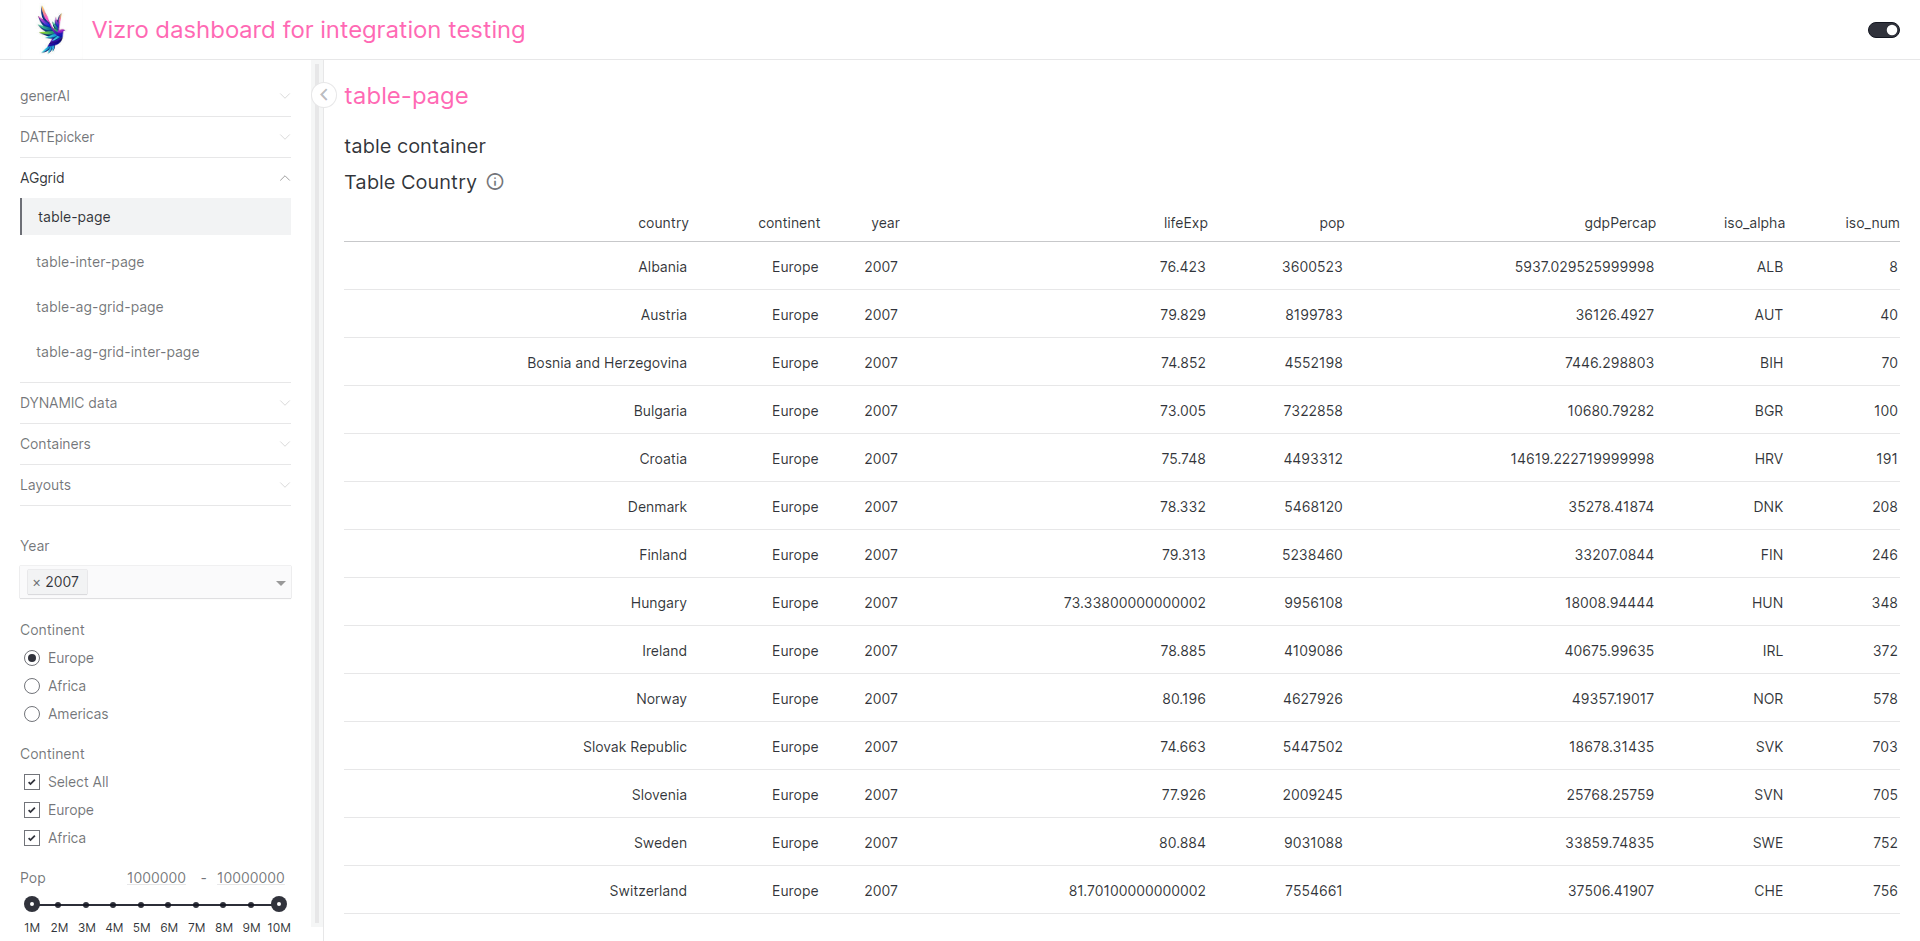 Vizro dashboard for integration testing
generAI
DATEpicker
AGgrid
table-page
table-inter-page
table-ag-grid-page
table-ag-grid-inter-page
DYNAMIC data
Containers
Layouts
Year
× 2007
Continent
Europe
Africa
Americas
Continent
Select All
Europe
Africa
Pop 1000000 - 10000000
1M 2M 3M 4M 5M 6M 7M 8M 9M 10M
table-page
table container
Table Country
country continent year lifeExp pop gdpPercap iso_alpha iso_num
Albania Europe 2007 76.423 3600523 5937.029525999998 ALB 8
Austria Europe 2007 79.829 8199783 36126.4927 AUT 40
Bosnia and Herzegovina Europe 2007 74.852 4552198 7446.298803 BIH 70
Bulgaria Europe 2007 73.005 7322858 10680.79282 BGR 100
Croatia Europe 2007 75.748 4493312 14619.222719999998 HRV 191
Denmark Europe 2007 78.332 5468120 35278.41874 DNK 208
Finland Europe 2007 79.313 5238460 33207.0844 FIN 246
Hungary Europe 2007 73.33800000000002 9956108 18008.94444 HUN 348
Ireland Europe 2007 78.885 4109086 40675.99635 IRL 372
Norway Europe 2007 80.196 4627926 49357.19017 NOR 578
Slovak Republic Europe 2007 74.663 5447502 18678.31435 SVK 703
Slovenia Europe 2007 77.926 2009245 25768.25759 SVN 705
Sweden Europe 2007 80.884 9031088 33859.74835 SWE 752
Switzerland Europe 2007 81.70100000000002 7554661 37506.41907 CHE 756